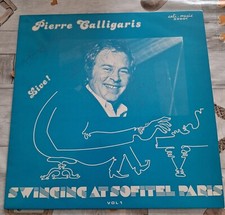 Pierre Calligaris
Live!
SWINGING AT SOFITEL PARIS
VOL 1